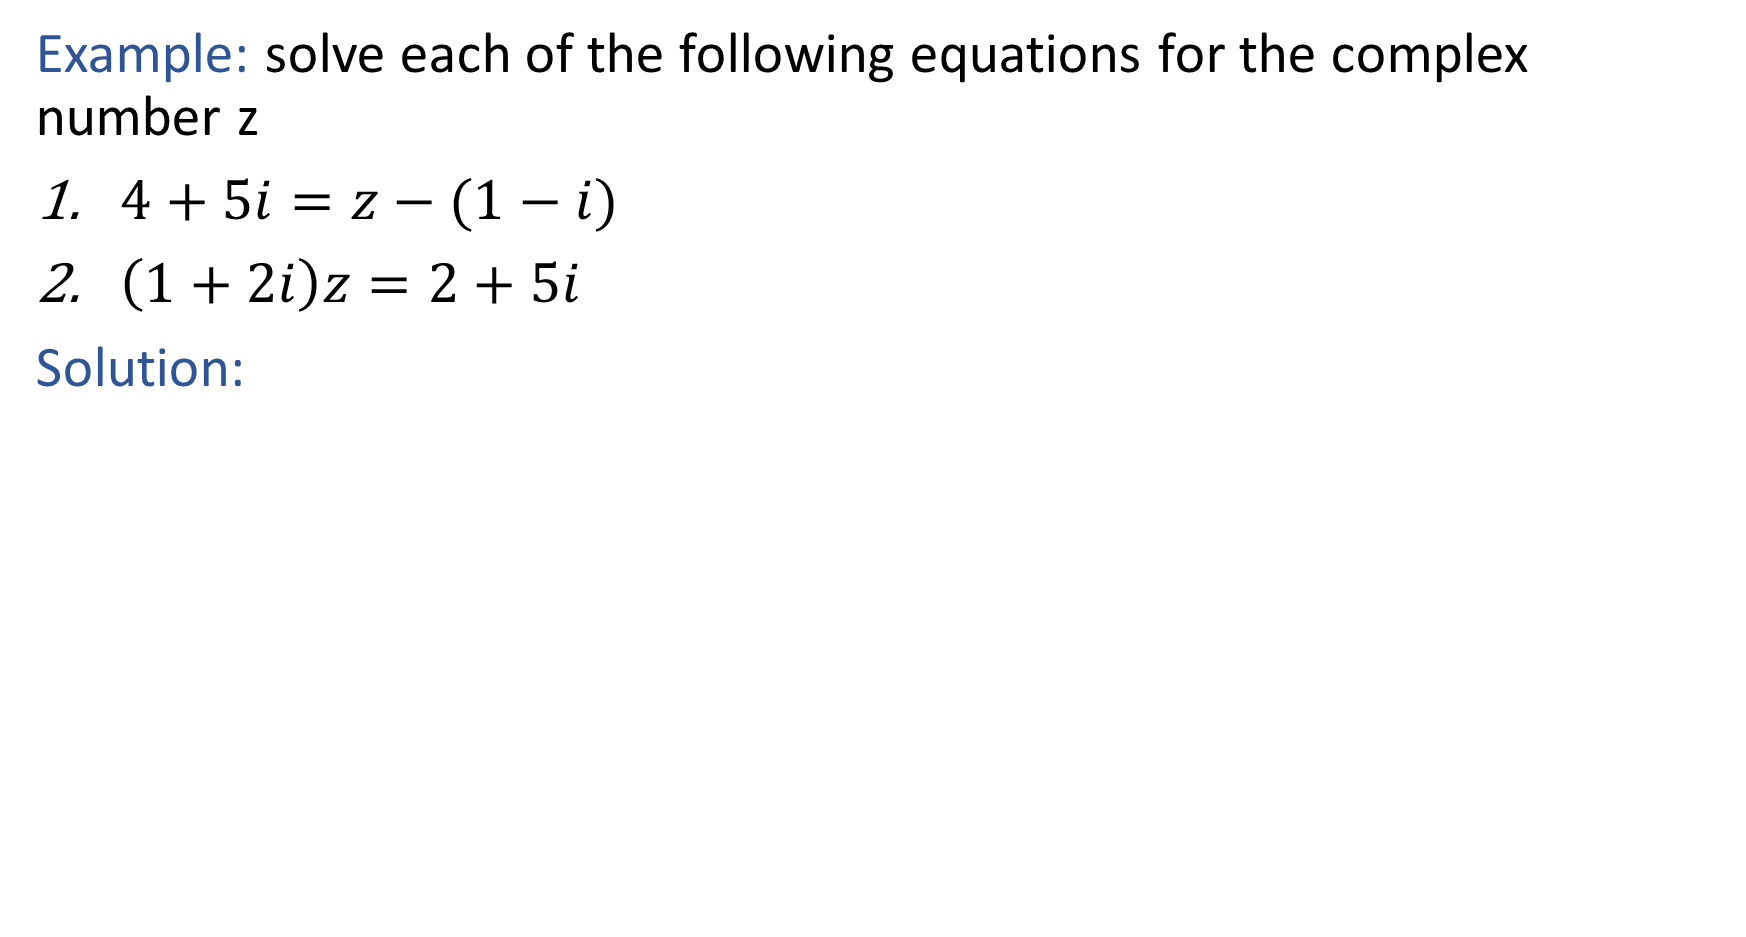 Example: solve each of the following equations for the complex
number z
1. 4 + 5i = z − (1 − i)
2. (1 + 2i)z = 2 + 5i
Solution: